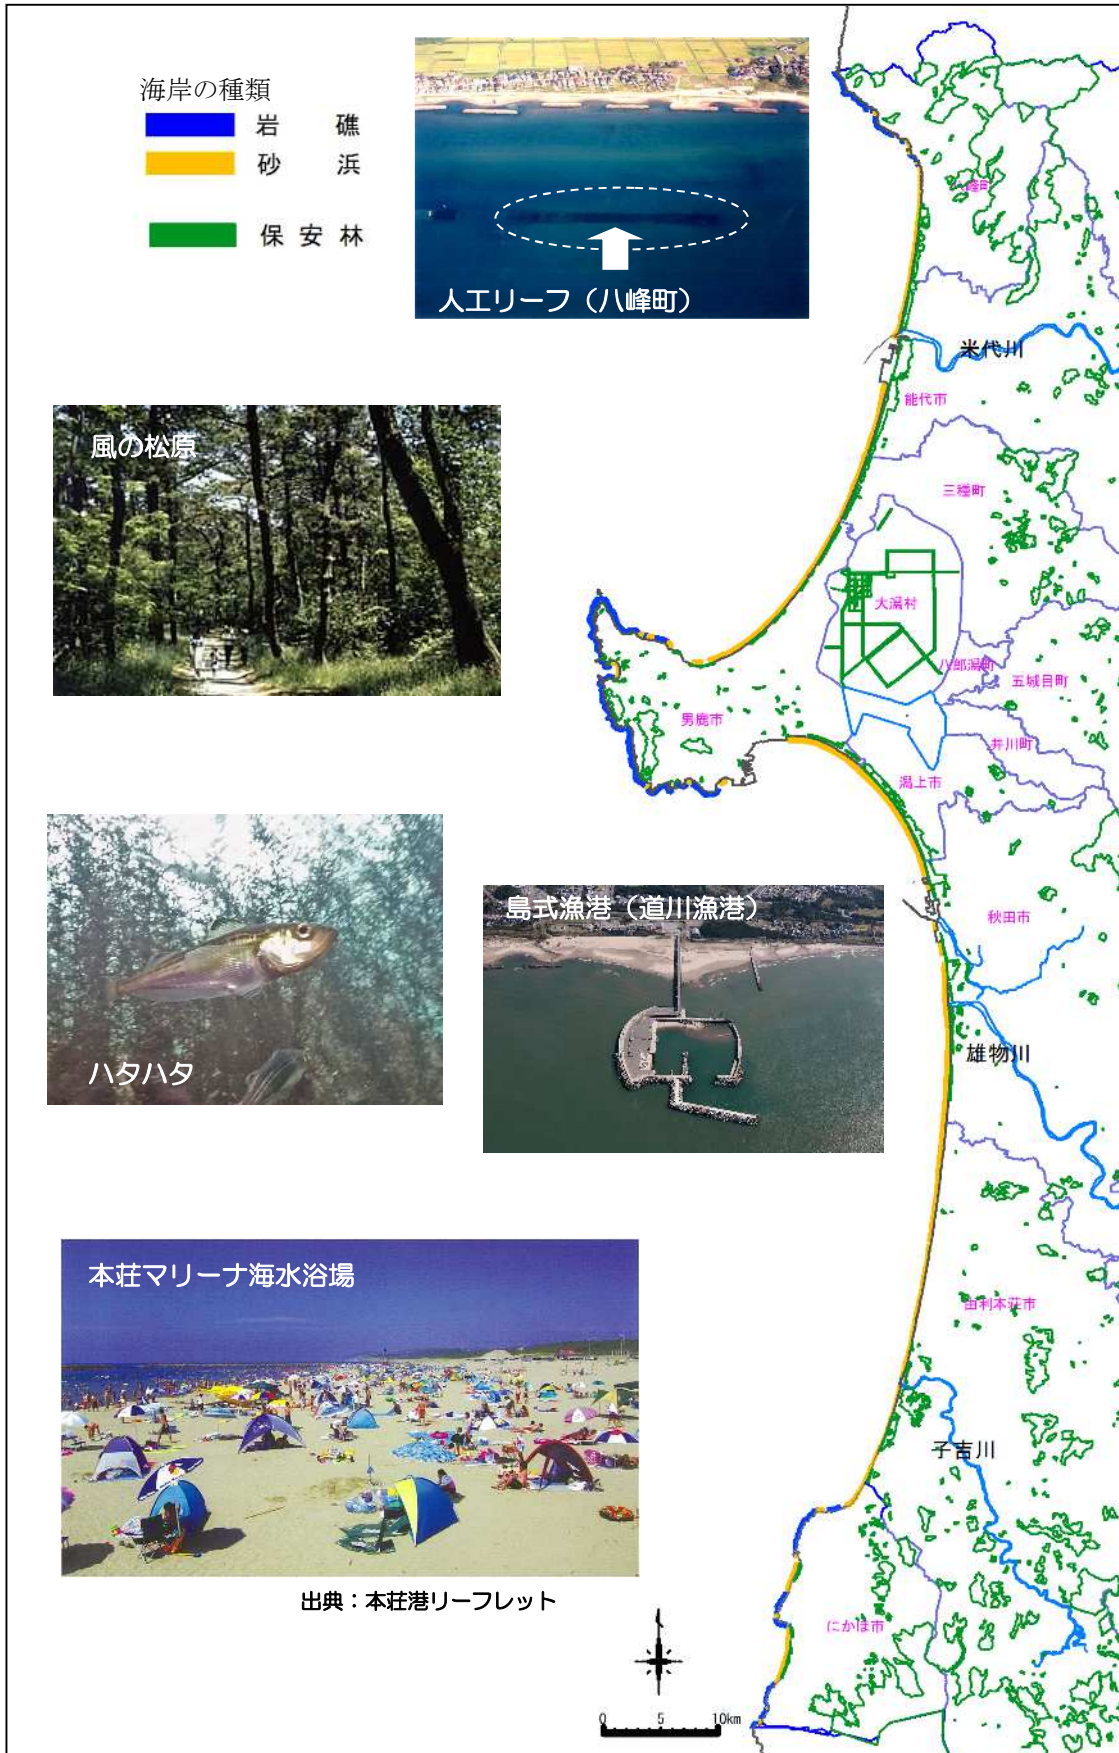 海岸の種類
岩　　礁
砂　　浜
保 安 林
人工リーフ（八峰町）
八峰町
米代川
能代市
風の松原
三種町
大潟村
八郎潟町
五城目町
男鹿市
井川町
潟上市
秋田市
島式漁港（道川漁港）
ハタハタ
雄物川
本荘マリーナ海水浴場
由利本荘市
子吉川
出典：本荘港リーフレット
にかほ市
0 5 10km